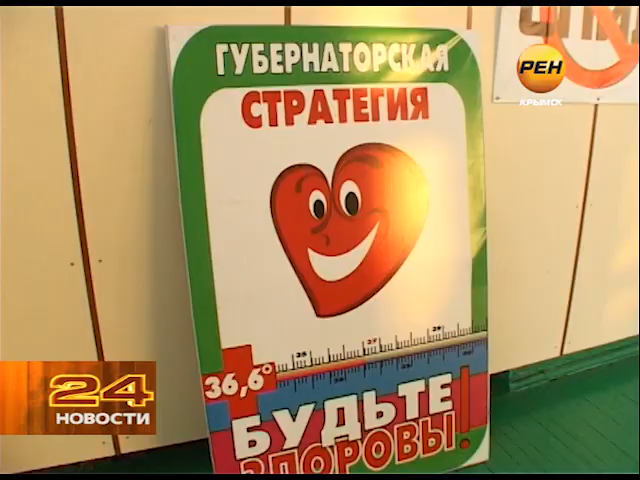 ГУБЕРНАТОРСКАЯ
СТРАТЕГИЯ
РЕН
КРЫМСК
36,6°
БУДЬТЕ
ЗДОРОВЫ!
24
НОВОСТИ